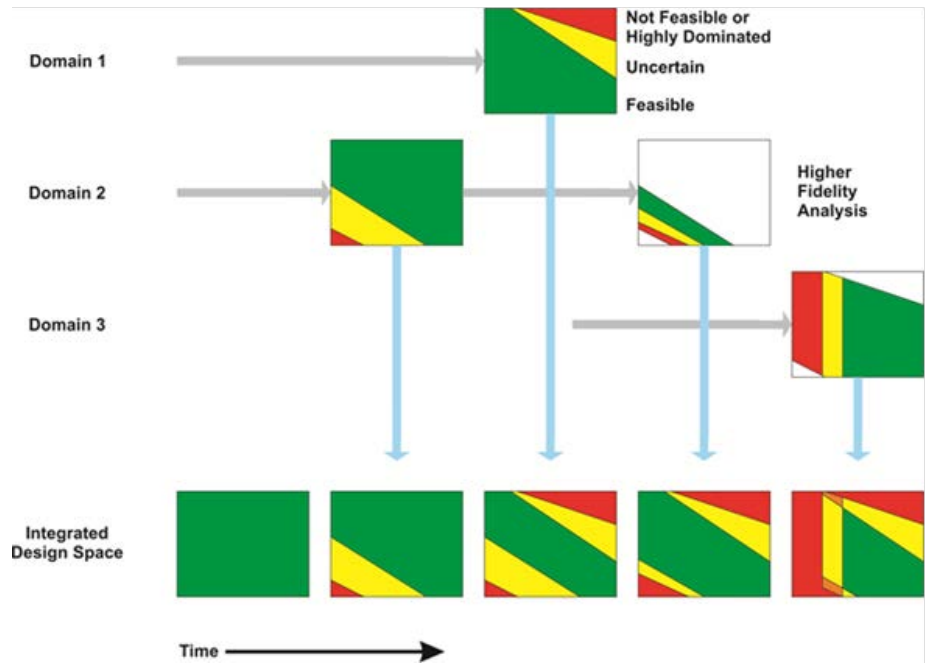 Domain 1
Not Feasible or
Highly Dominated
Uncertain
Feasible
Domain 2
Higher
Fidelity
Analysis
Domain 3
Integrated
Design Space
Time